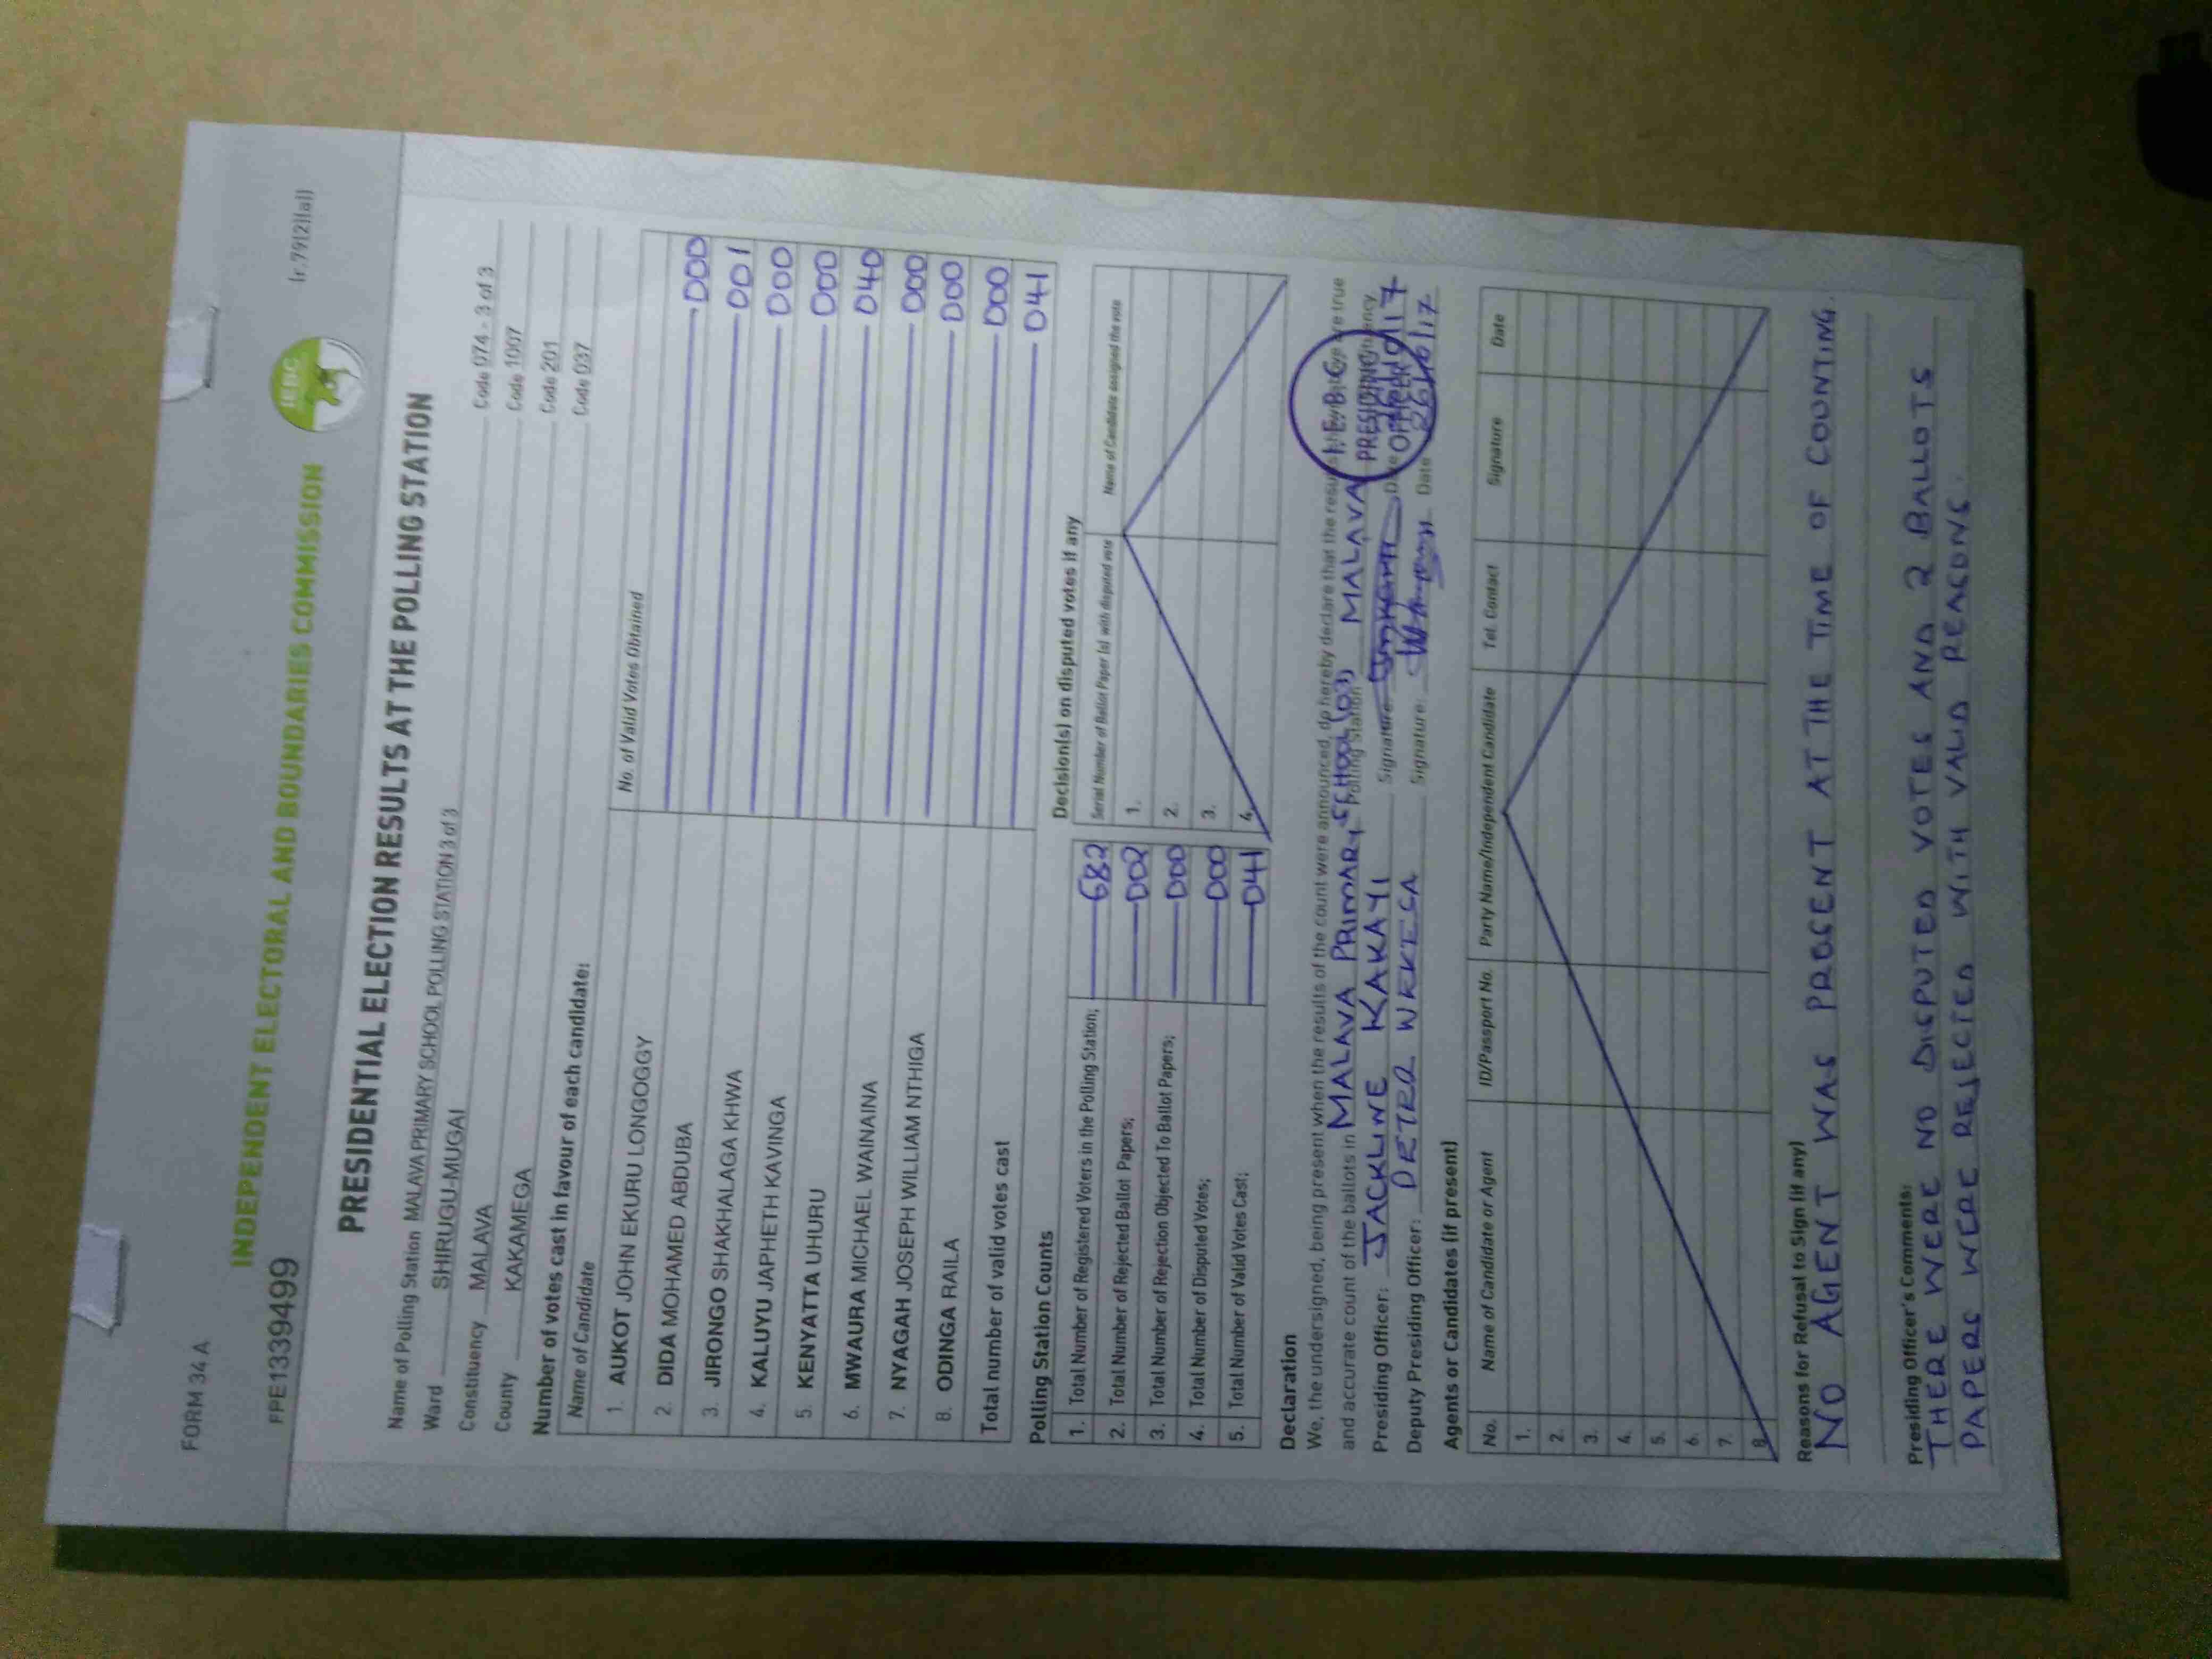 FORM 34 A
Ir.79(2)(a)]
FPE1339499
IEBC
INDEPENDENT ELECTORAL AND BOUNDARIES COMMISSION
PRESIDENTIAL ELECTION RESULTS AT THE POLLING STATION
Name of Polling Station MALAVA PRIMARY SCHOOL POLLING STATION 3 of 3 Code 074 - 3 of 3
Ward SHIRUGU-MUGAI Code 1007
Constituency MALAVA Code 201
County KAKAMEGA Code 037
Number of votes cast in favour of each candidate:
Name of Candidate No. of Valid Votes Obtained
1. AUKOT JOHN EKURU LONGOGGY 000
2. DIDA MOHAMED ABDUBA 001
3. JIRONGO SHAKHALAGA KHWA 000
4. KALUYU JAPHETH KAVINGA 000
5. KENYATTA UHURU 040
6. MWAURA MICHAEL WAINAINA 000
7. NYAGAH JOSEPH WILLIAM NTHIGA 000
8. ODINGA RAILA 000
Total number of valid votes cast 041
Polling Station Counts
1. Total Number of Registered Voters in the Polling Station; 682
2. Total Number of Rejected Ballot Papers; 002
3. Total Number of Rejection Objected To Ballot Papers; 000
4. Total Number of Disputed Votes; 000
5. Total Number of Valid Votes Cast; 041
Decision(s) on disputed votes if any
Serial Number of Ballot Paper (s) with disputed vote Name of Candidate assigned the vote
1.
2.
3.
4.
Declaration
We, the undersigned, being present when the results of the count were announced, do hereby declare that the results are true
and accurate count of the ballots in MALAVA PRIMARY SCHOOL (03) Polling Station MALAVA
Presiding Officer: JACKLINE KAKAYI Signature: Date
Deputy Presiding Officer: Signature: Date 26/10/17
I.E.B.C
PRESIDING
OFFICER
Agents or Candidates (if present)
No. Name of Candidate or Agent ID/Passport No. Party Name/Independent Candidate Tel. Contact Signature Date
1.
2.
3.
4.
5.
6.
7.
8.
Reasons for Refusal to Sign (if any)
NO AGENT WAS PRESENT AT THE TIME OF COUNTING.
Presiding Officer's Comments:
THERE WERE NO DISPUTED VOTES AND 2 BALLOTS
PAPERS WERE REJECTED WITH VALID REASONS.